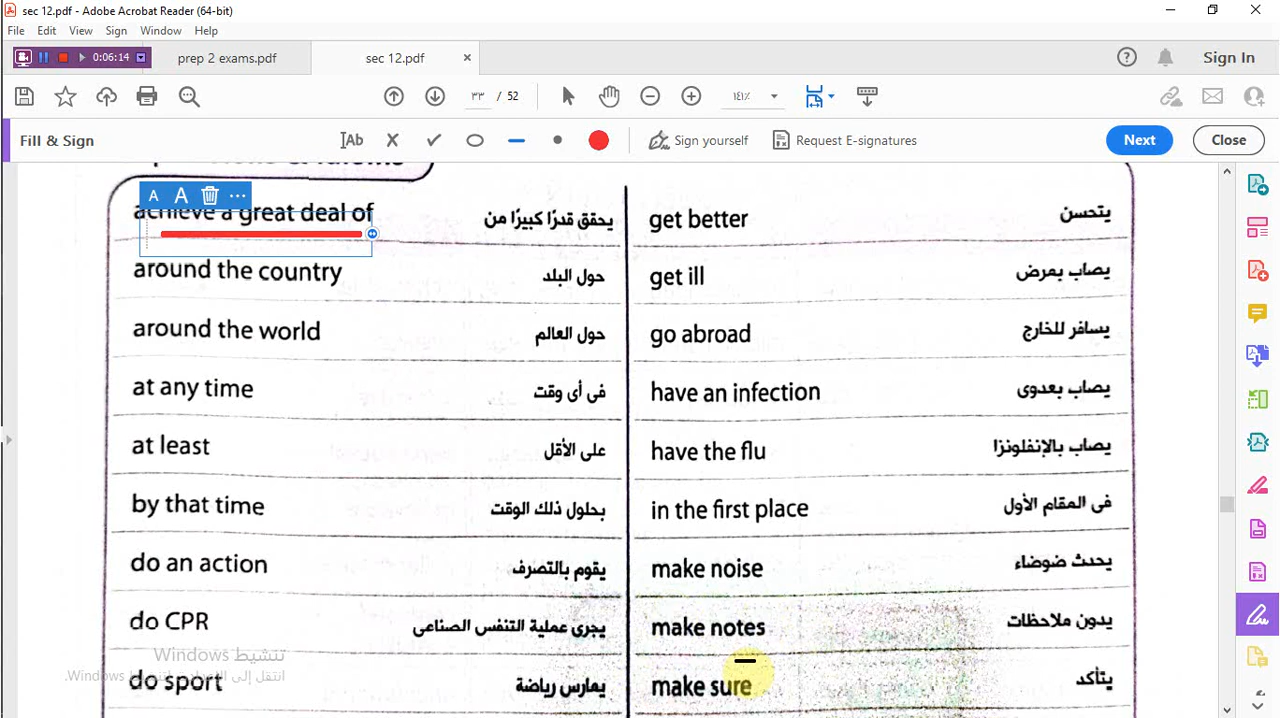 sec 12.pdf - Adobe Acrobat Reader (64-bit)
File Edit View Sign Window Help
0:06:14
prep 2 exams.pdf
sec 12.pdf
Sign In
٣٣ / 52
١٤١٪
Fill & Sign
Ab
Sign yourself
Request E-signatures
Next
Close
A A
achieve a great deal of يحقق قدرًا كبيرًا من
get better يتحسن
around the country حول البلد
get ill يصاب بمرض
around the world حول العالم
go abroad يسافر للخارج
at any time فى أى وقت
have an infection يصاب بعدوى
at least على الأقل
have the flu يصاب بالإنفلونزا
by that time بحلول ذلك الوقت
in the first place فى المقام الأول
do an action يقوم بالتصرف
make noise يحدث ضوضاء
do CPR يجرى عملية التنفس الصناعى
make notes يدون ملاحظات
تنشيط Windows
انتقل إلى الإعدادات لتنشيط Windows.
do sport يمارس رياضة
make sure يتأكد